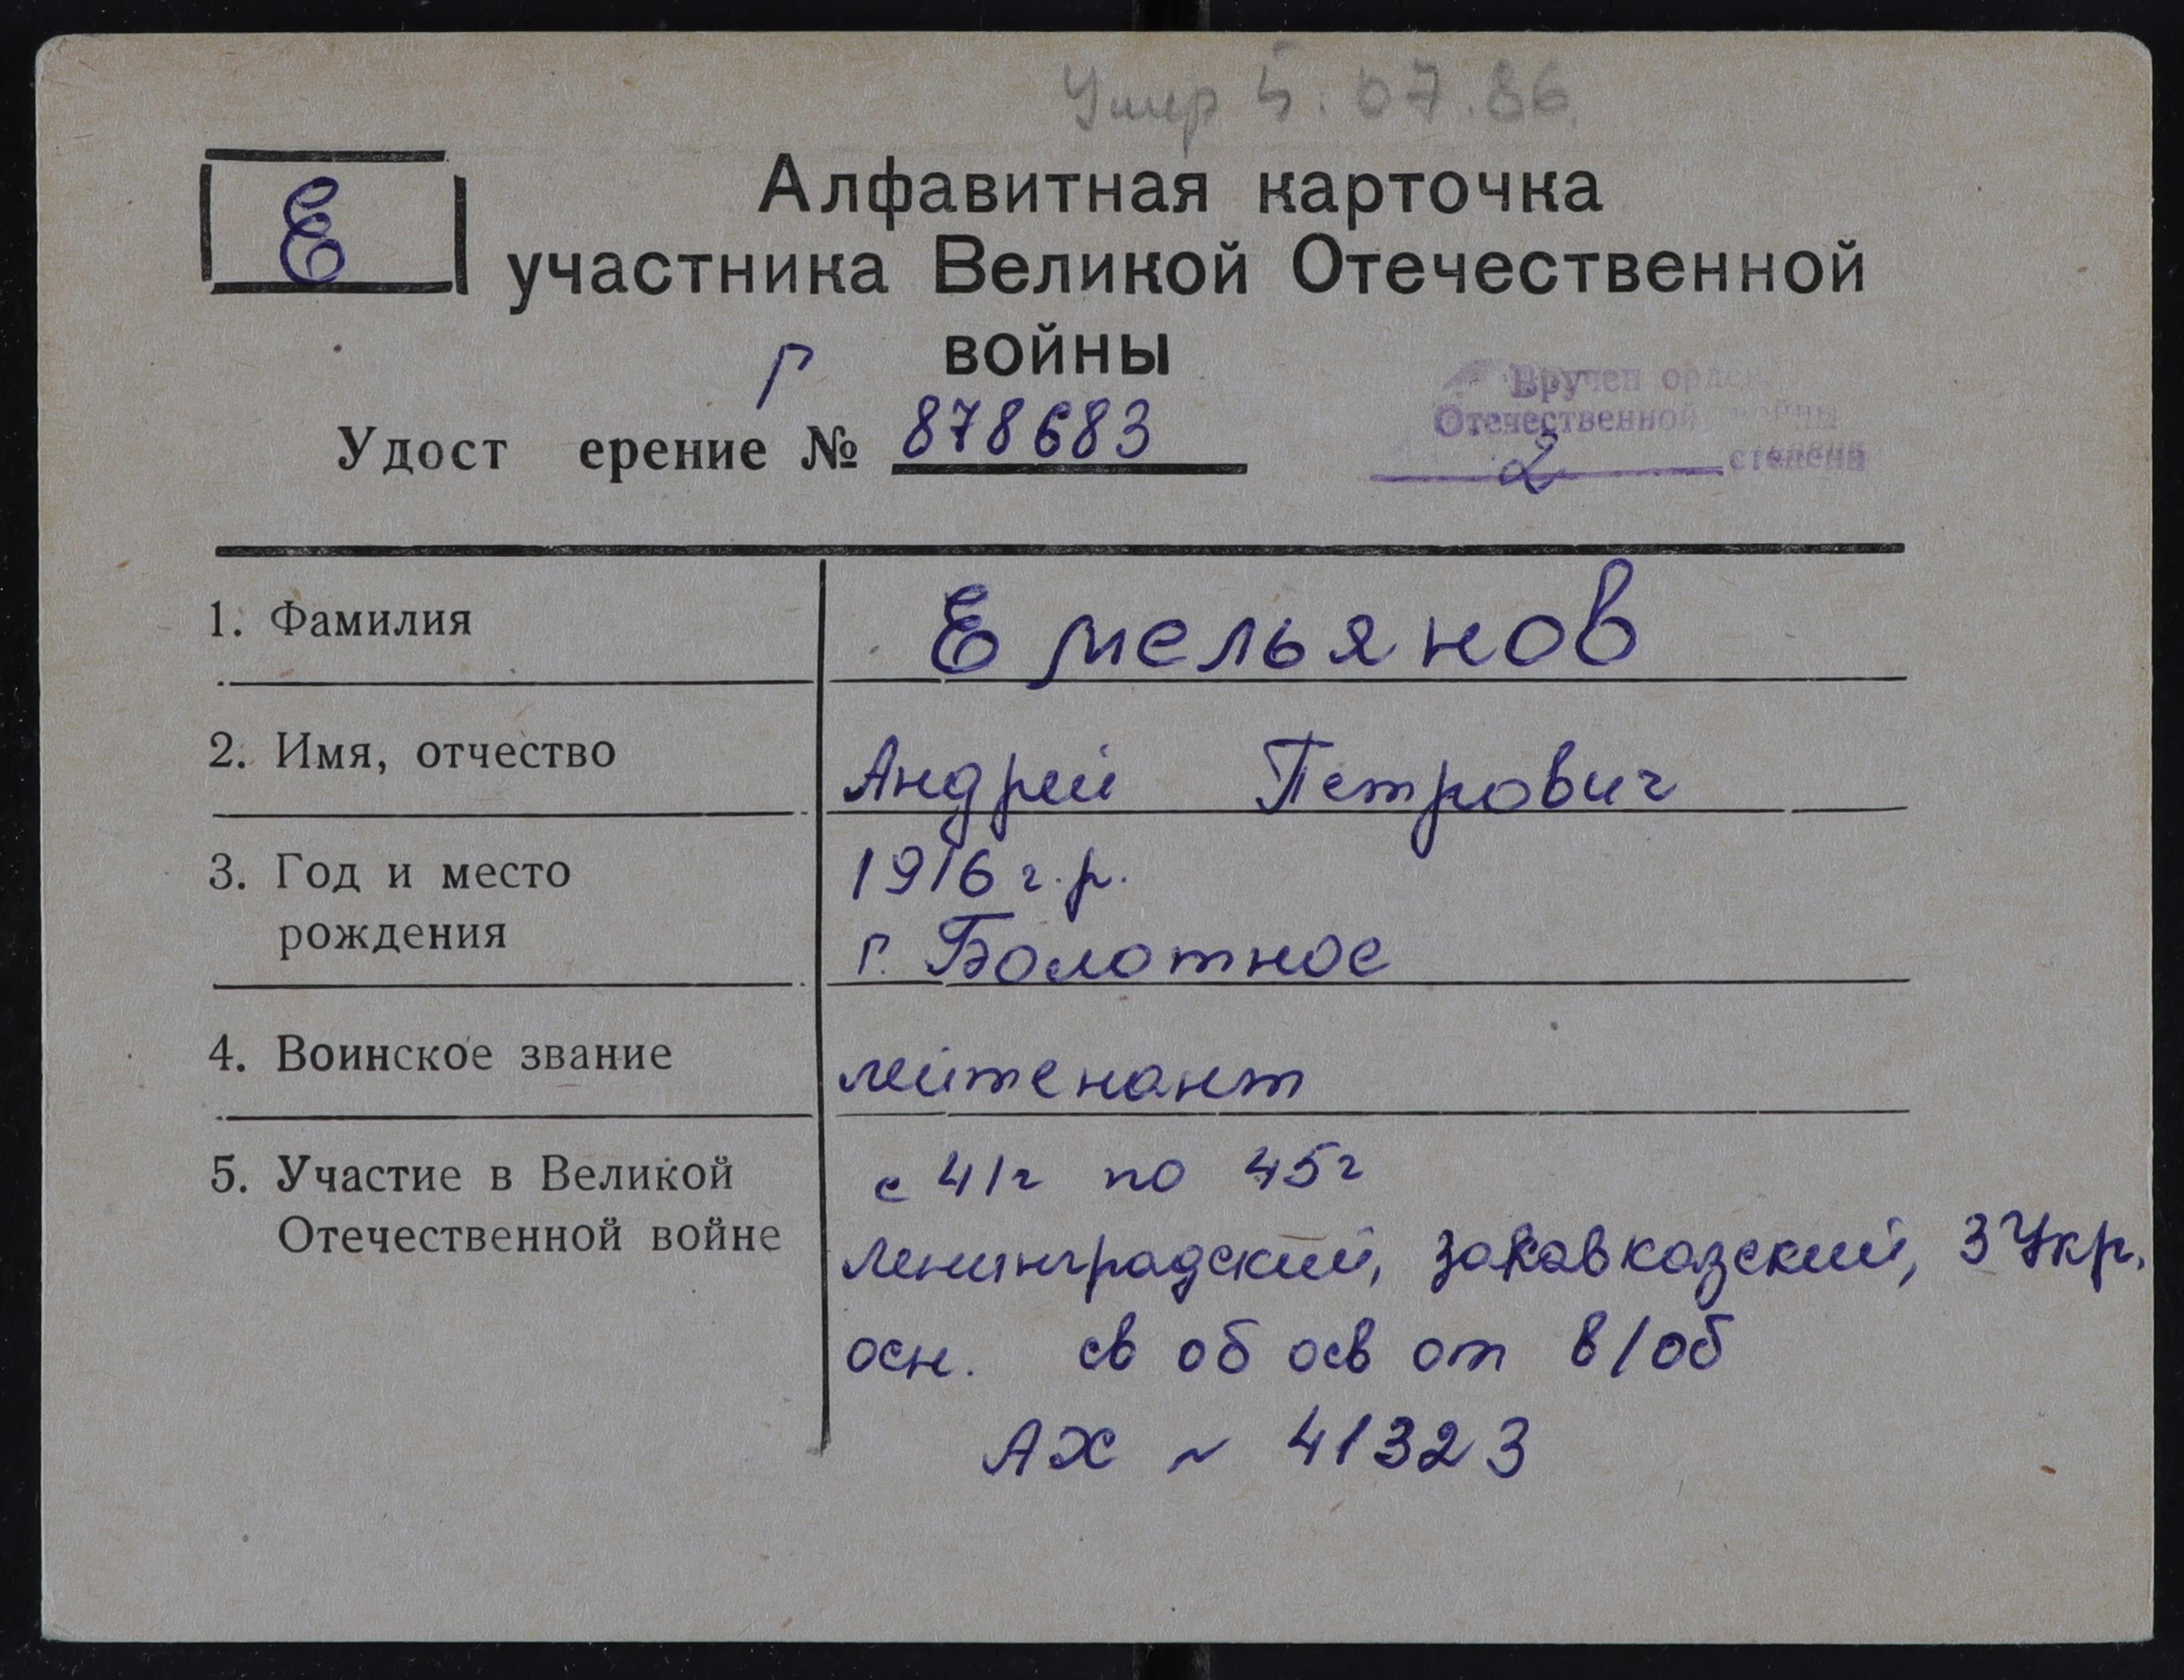 Умер 5.07.86.
Е
Алфавитная карточка
участника Великой Отечественной
войны
Г
Удост ерение № 878683
Вручен орден
Отечественной войны
2 степени
1. Фамилия
Емельянов
2. Имя, отчество
Андрей Петрович
3. Год и место
рождения
1916 г.р.
г. Болотное
4. Воинское звание
лейтенант
5. Участие в Великой
Отечественной войне
с 41г по 45г
Ленинградский, закавказский, 3 Укр.
осн. св об осв от в/об
АХ ~ 41323